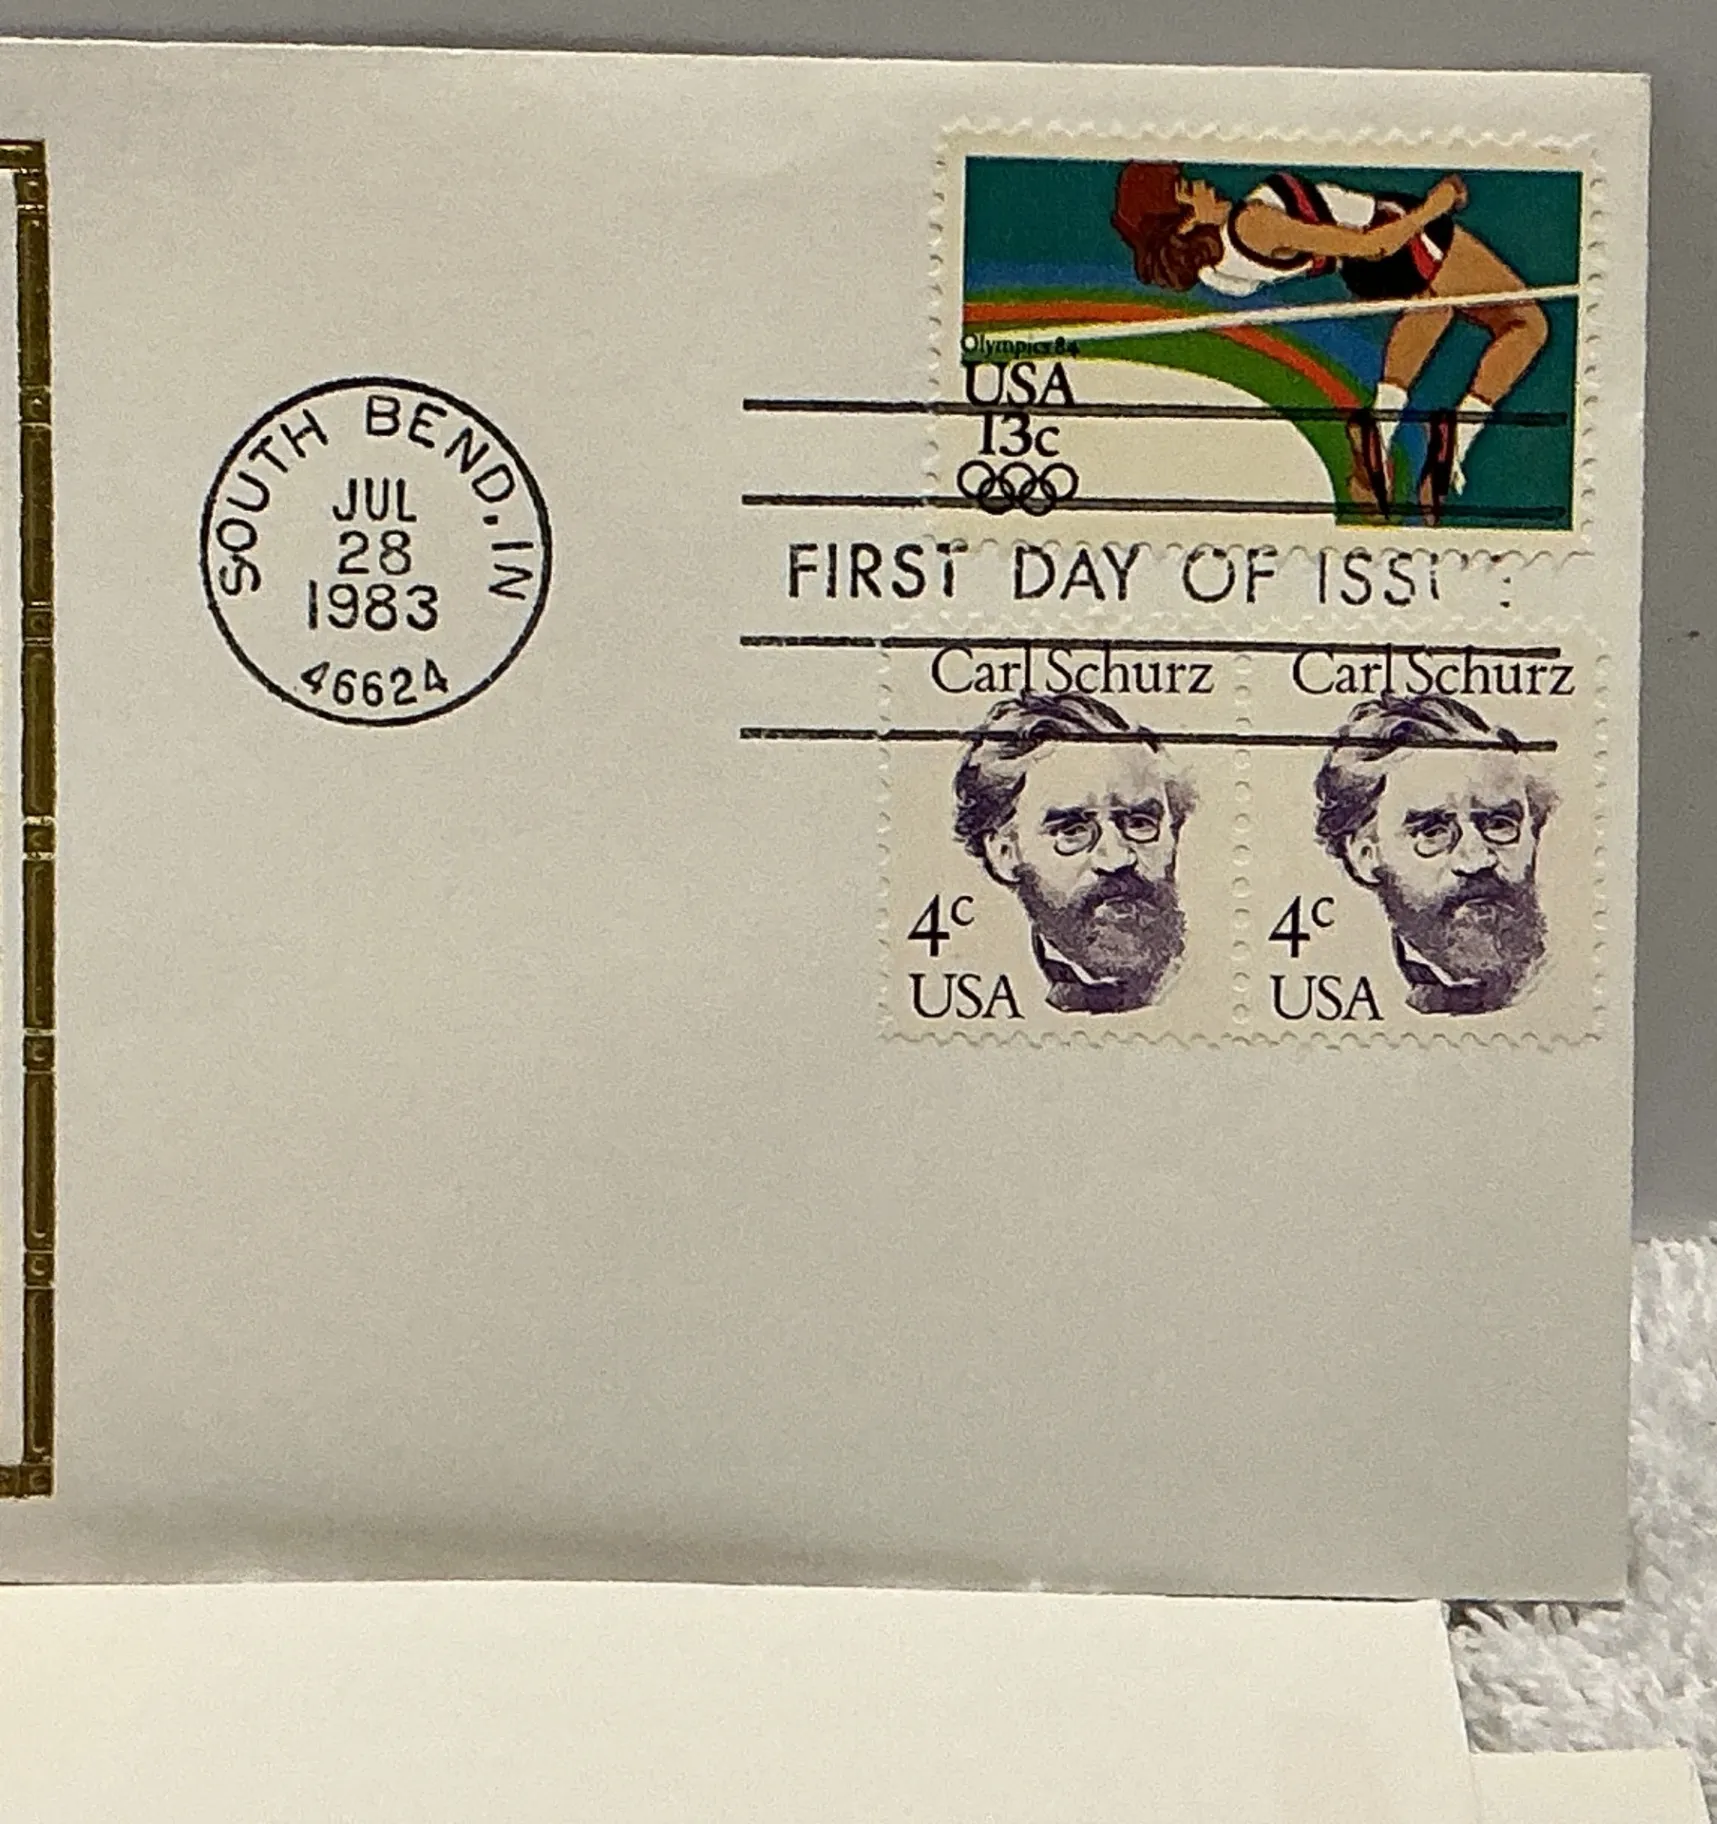 SOUTH BEND, IN
JUL
28
1983
46624
Olympics 84
USA
13c
FIRST DAY OF
Carl Schurz
4c
USA
Carl Schurz
4c
USA